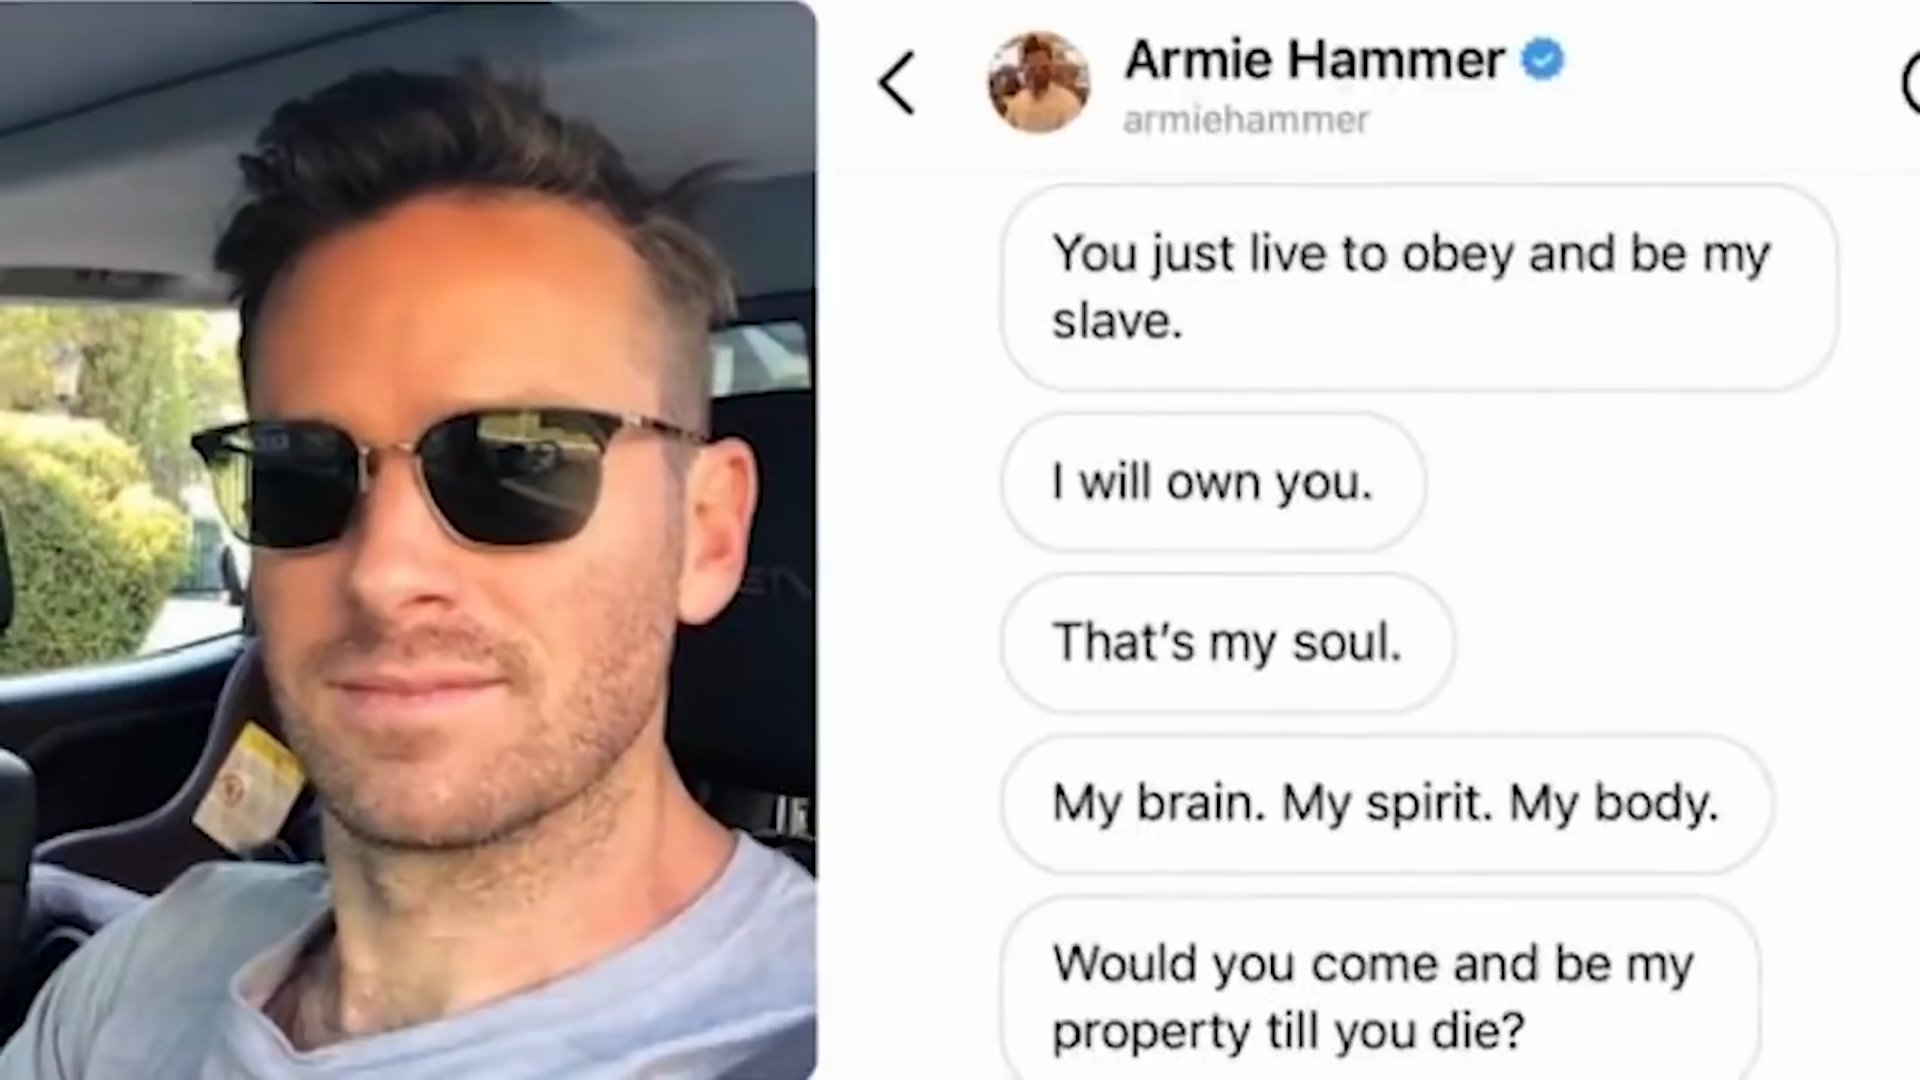 Armie Hammer
armiehammer
You just live to obey and be my
slave.
I will own you.
That's my soul.
My brain. My spirit. My body.
Would you come and be my
property till you die?